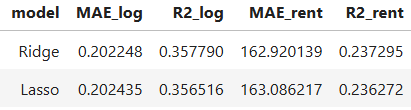 model MAE_log R2_log MAE_rent R2_rent
Ridge 0.202248 0.357790 162.920139 0.237295
Lasso 0.202435 0.356516 163.086217 0.236272